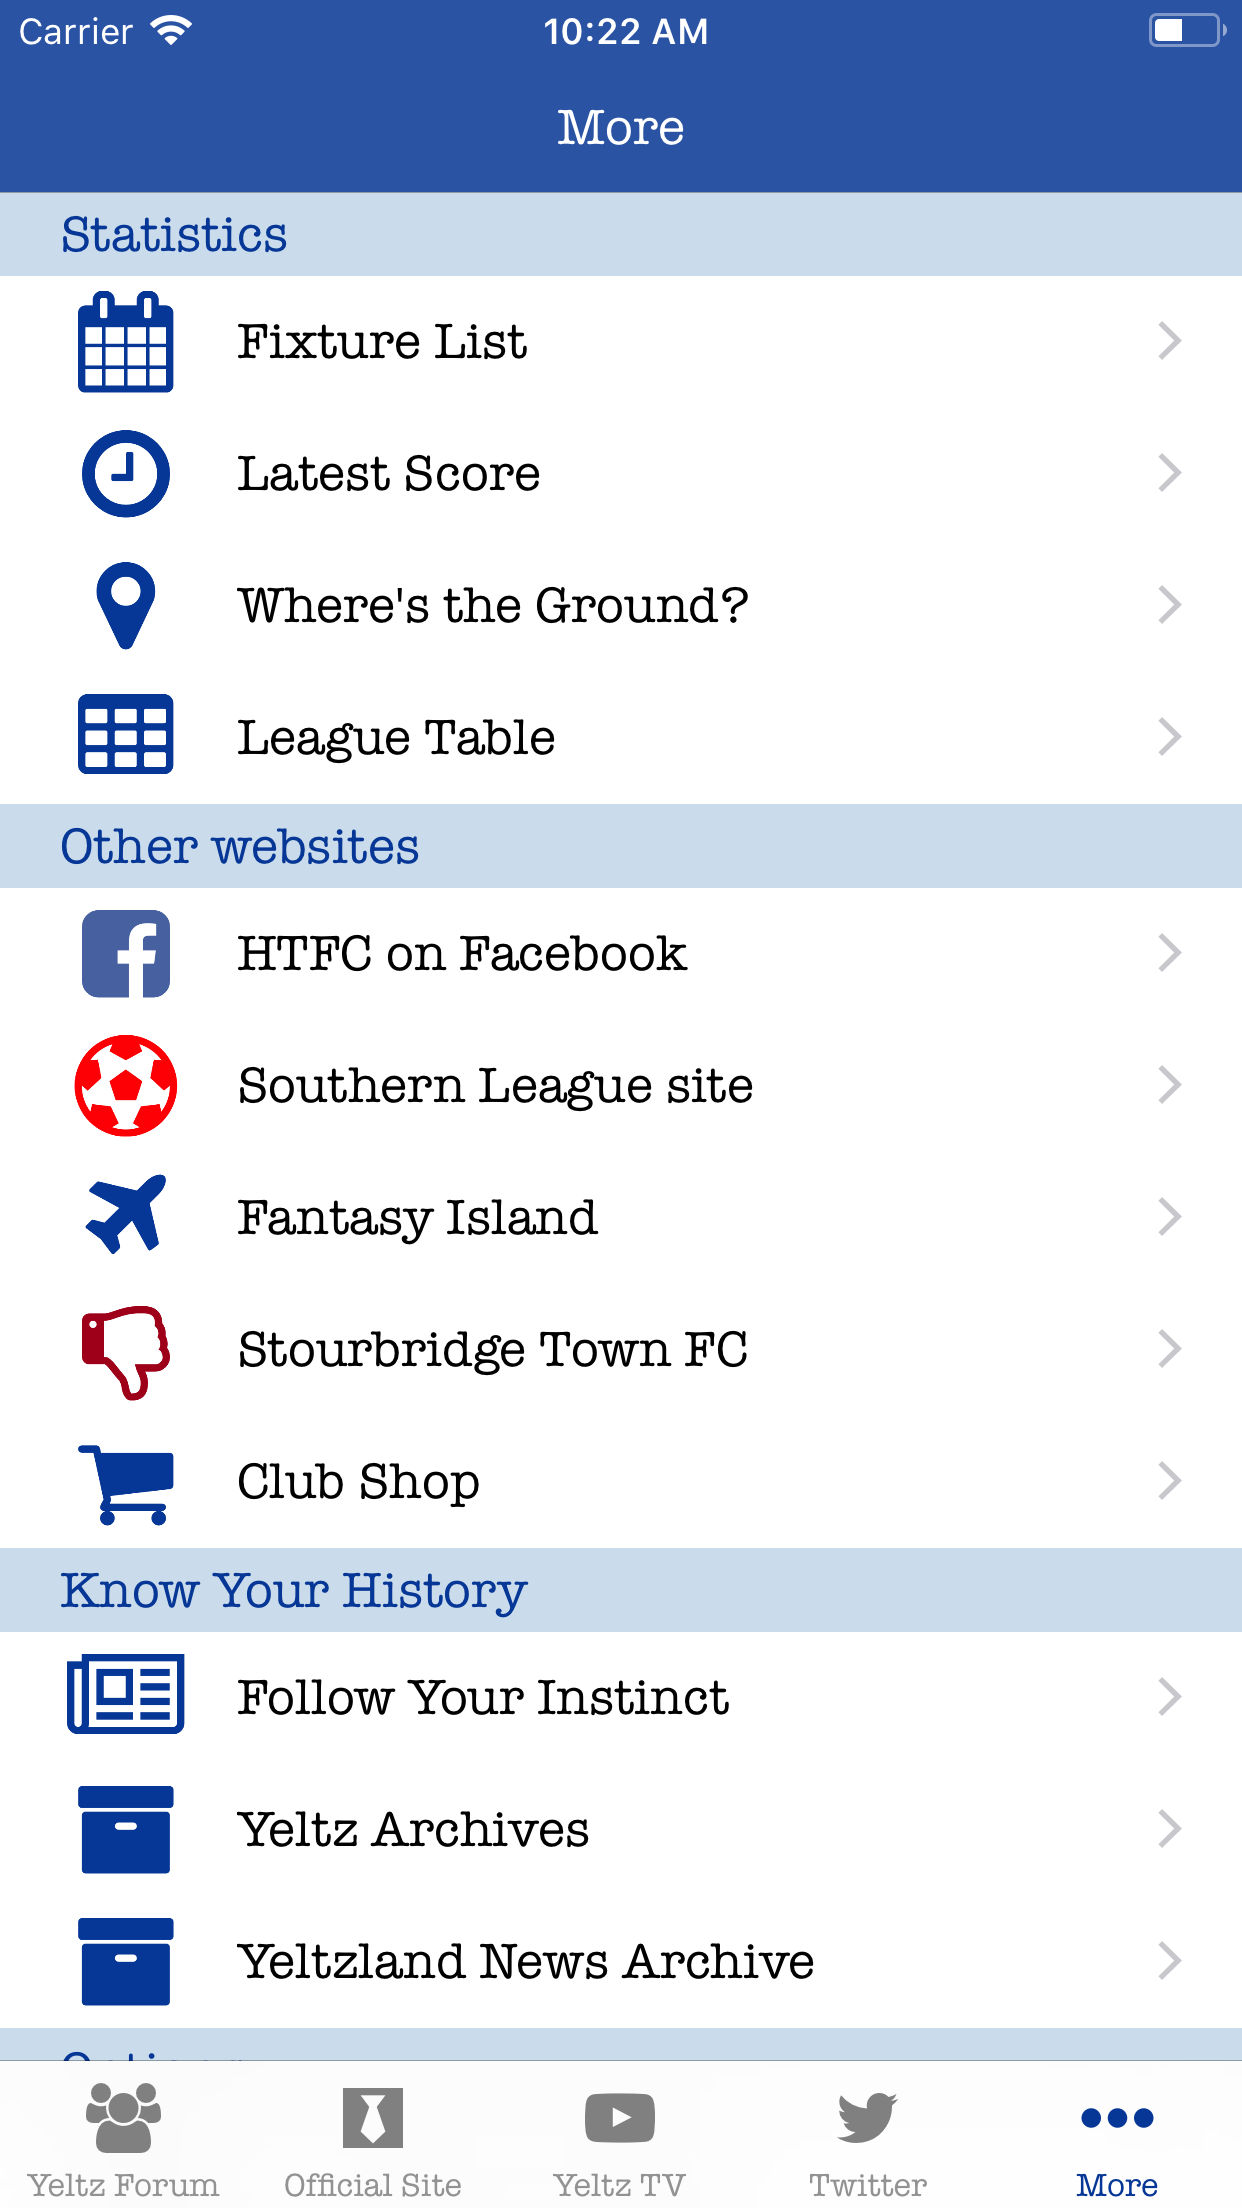 Carrier 10:22 AM
More
Statistics
Fixture List
Latest Score
Where's the Ground?
League Table
Other websites
HTFC on Facebook
Southern League site
Fantasy Island
Stourbridge Town FC
Club Shop
Know Your History
Follow Your Instinct
Yeltz Archives
Yeltzland News Archive
Yeltz Forum Official Site Yeltz TV Twitter More